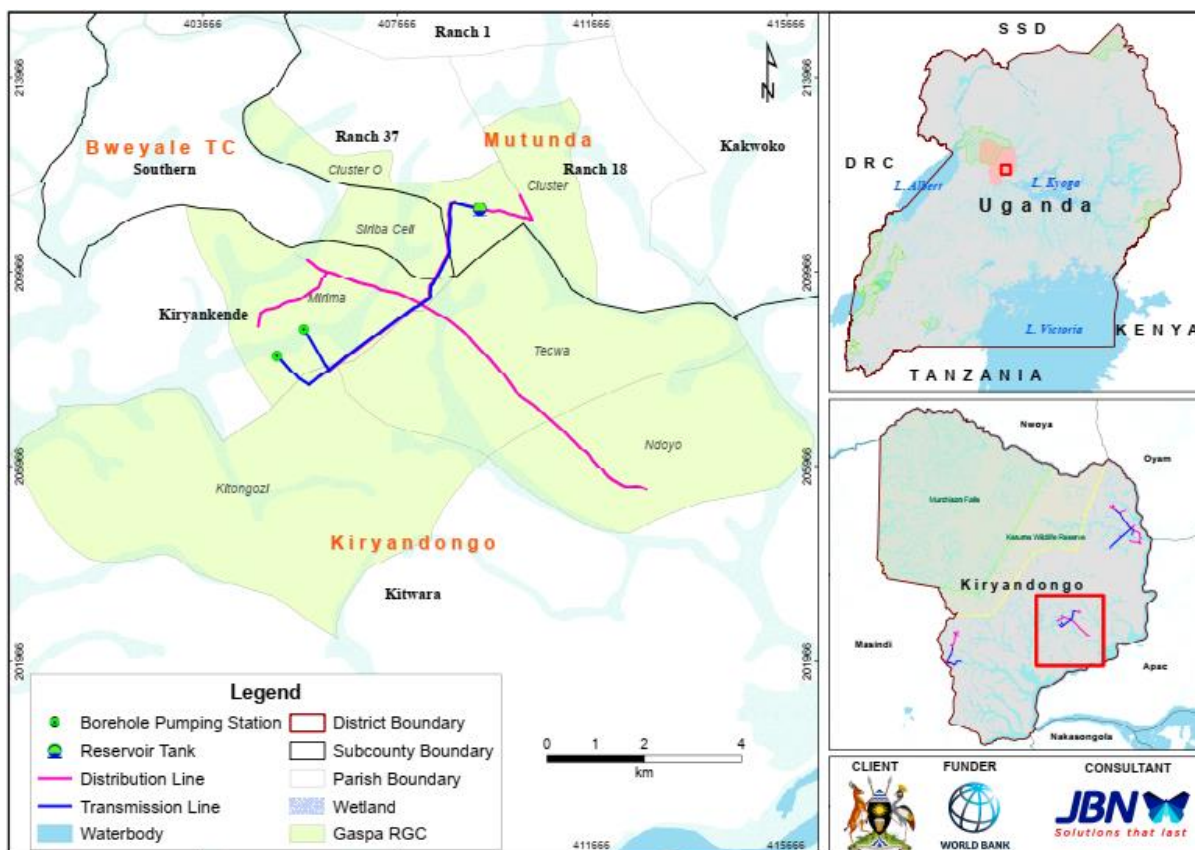 403666 407666 411666 415666
213966
209966
205966
201966
213966
209966
205966
201966
Ranch 1
N
Bweyale TC
Southern
Ranch 37
Mutunda
Kakwoko
Cluster O
Cluster
Ranch 18
Siriba Cell
Mirima
Kiryankende
Tecwa
Ndoyo
Kitongozi
Kiryandongo
Kitwara
Legend
Borehole Pumping Station
Reservoir Tank
Distribution Line
Transmission Line
Waterbody
District Boundary
Subcounty Boundary
Parish Boundary
Wetland
Gaspa RGC
0 1 2 4
km
411666 415666
SSD
DRC
L. Albert
L. Kyoga
Uganda
L. Victoria
KENYA
TANZANIA
Nwoya
Oyam
Murchison Falls
Karuma Wildlife Reserve
Kiryandongo
Masindi
Apac
Nakasongola
CLIENT FUNDER CONSULTANT
WORLD BANK
JBN
Solutions that last